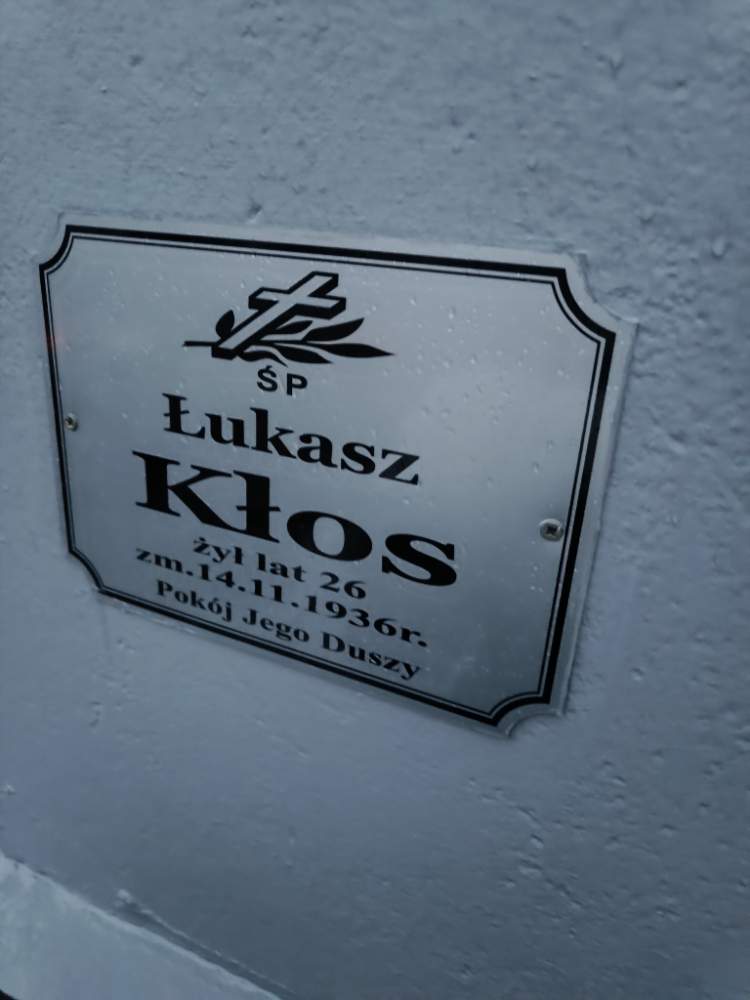 ŚP
Łukasz
Kłos
żył lat 26
zm.14.11.1936r.
Pokój Jego Duszy